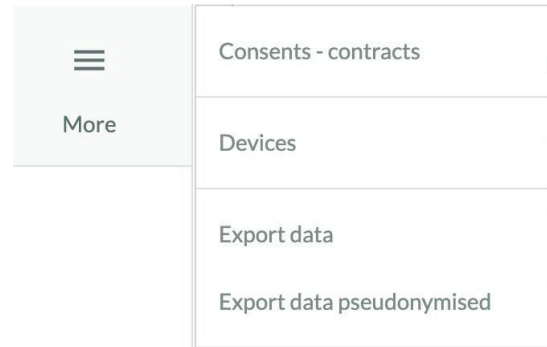 More
Consents - contracts
Devices
Export data
Export data pseudonymised